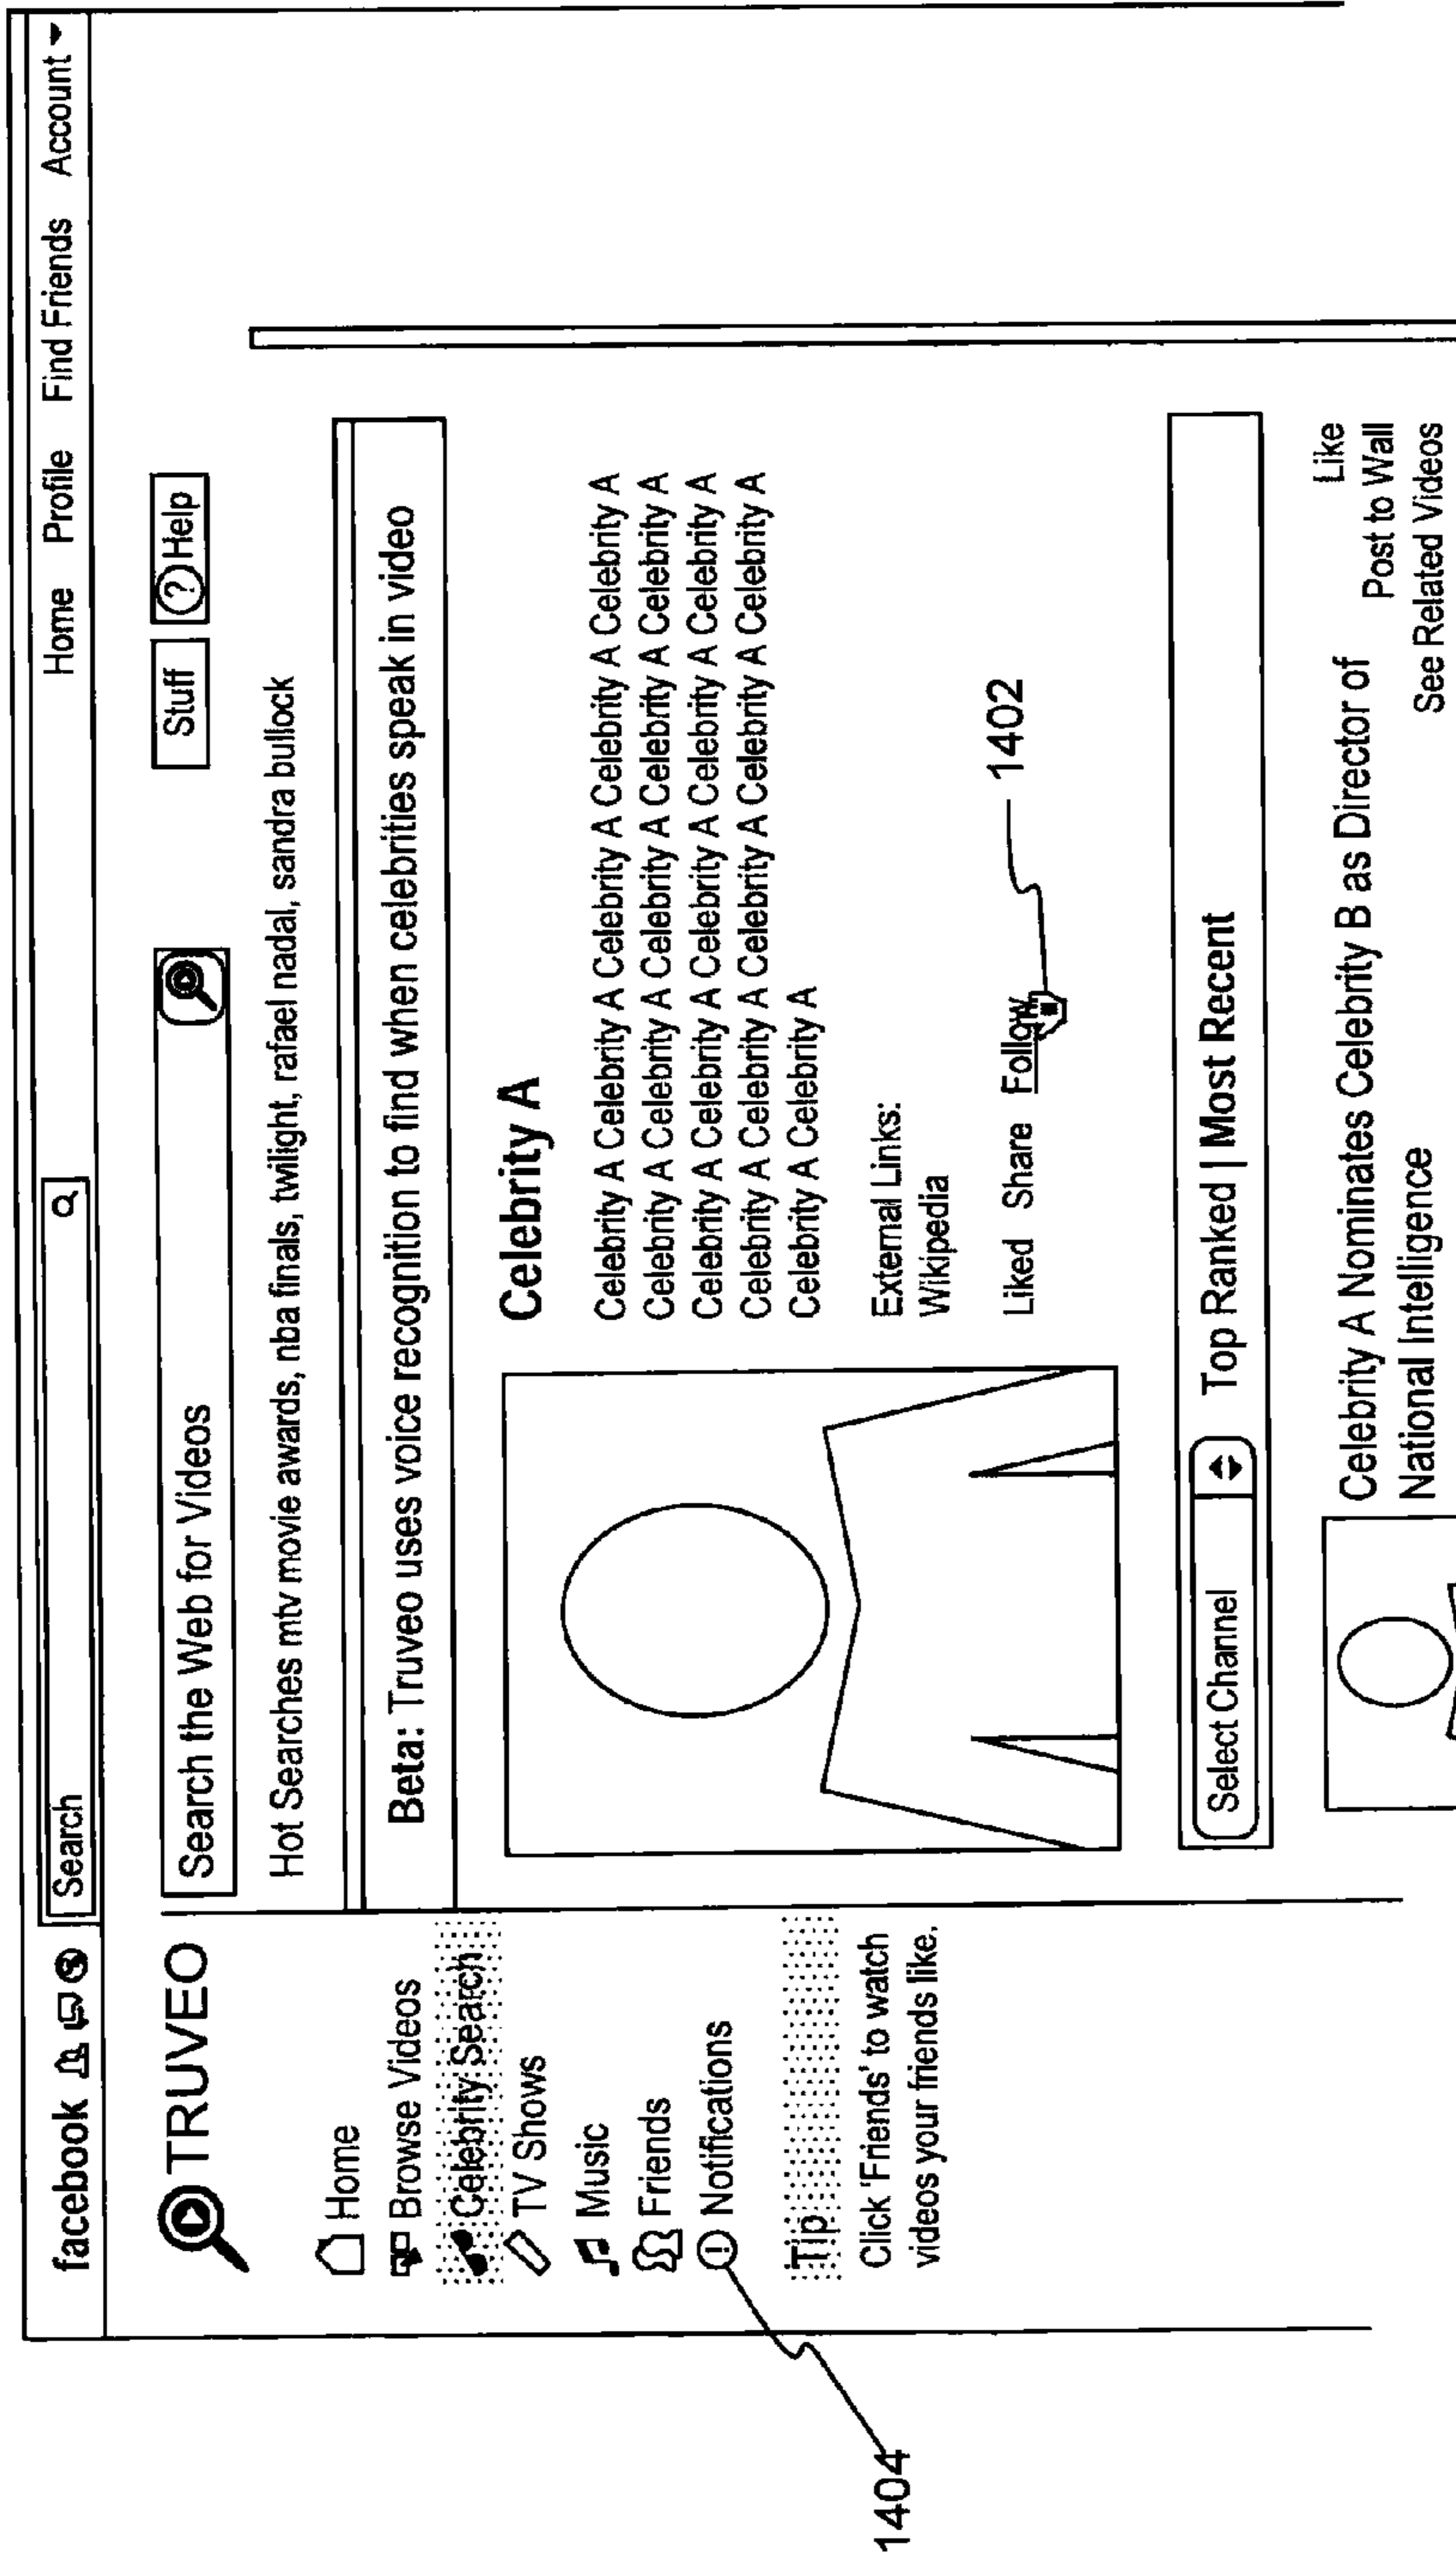 facebook Search Home Profile Find Friends Account
TRUVEO
Search the Web for Videos
Stuff ? Help
Hot Searches mtv movie awards, nba finals, twilight, rafael nadal, sandra bullock
Home
Browse Videos
Celebrity Search
TV Shows
Music
Friends
Notifications
Tip
Click 'Friends' to watch
videos your friends like.
1404
Beta: Truveo uses voice recognition to find when celebrities speak in video
Celebrity A
Celebrity A Celebrity A Celebrity A Celebrity A Celebrity A
Celebrity A Celebrity A Celebrity A Celebrity A Celebrity A
Celebrity A Celebrity A Celebrity A Celebrity A Celebrity A
Celebrity A Celebrity A Celebrity A Celebrity A Celebrity A
Celebrity A Celebrity A
External Links:
Wikipedia
Liked Share Follow
1402
Select Channel Top Ranked | Most Recent
Celebrity A Nominates Celebrity B as Director of
National Intelligence
Like
Post to Wall
See Related Videos